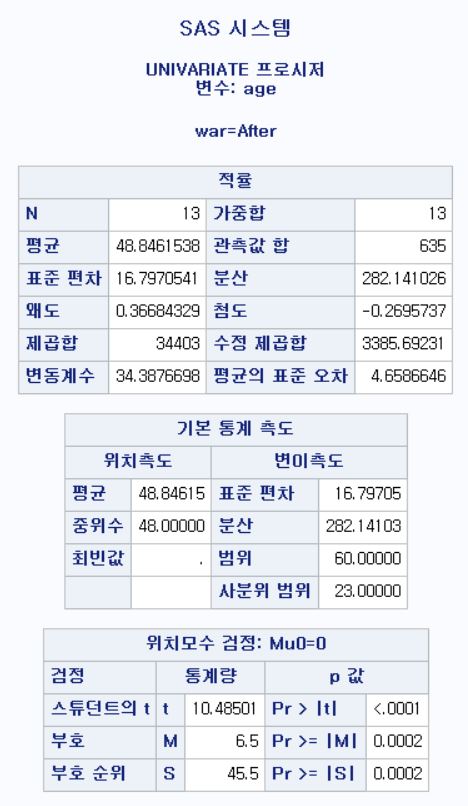 SAS 시스템
UNIVARIATE 프로시저
변수: age
war=After
적률
N 13 가중합 13
평균 48.8461538 관측값 합 635
표준 편차 16.7970541 분산 282.141026
왜도 0.36684329 첨도 -0.2695737
제곱합 34403 수정 제곱합 3385.69231
변동계수 34.3876698 평균의 표준 오차 4.6586646
기본 통계 측도
위치측도 변이측도
평균 48.84615 표준 편차 16.79705
중위수 48.00000 분산 282.14103
최빈값 . 범위 60.00000
사분위 범위 23.00000
위치모수 검정: Mu0=0
검정 통계량 p 값
스튜던트의 t t 10.48501 Pr > |t| <.0001
부호 M 6.5 Pr >= |M| 0.0002
부호 순위 S 45.5 Pr >= |S| 0.0002